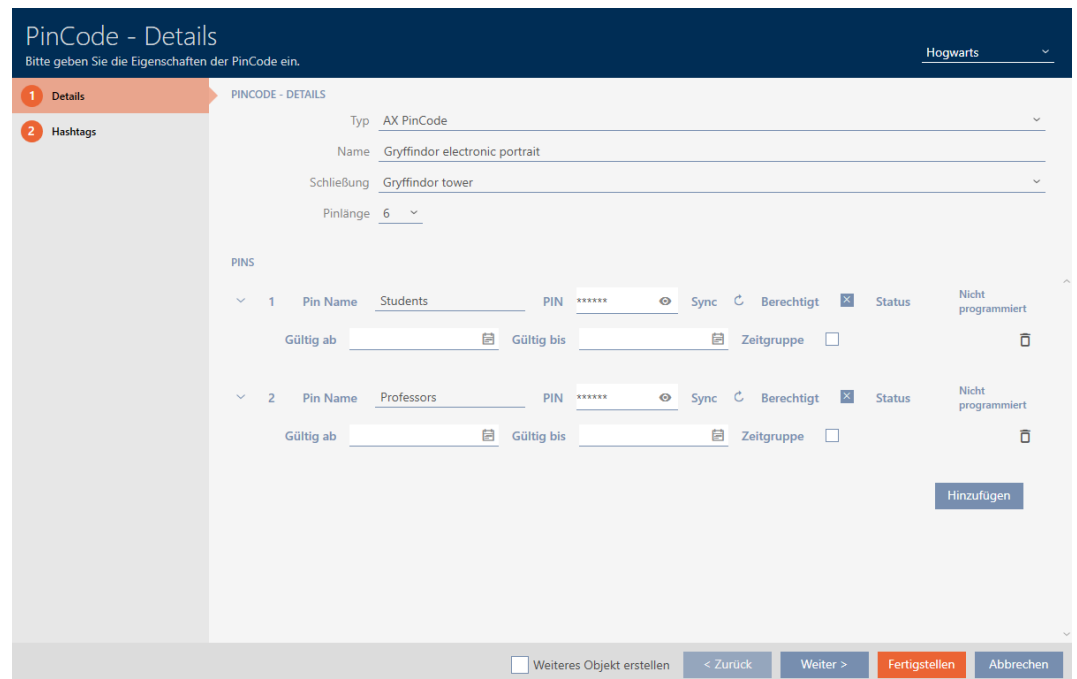 PinCode - Details
Bitte geben Sie die Eigenschaften der PinCode ein.
Hogwarts
1 Details
2 Hashtags
PINCODE - DETAILS
Typ AX PinCode
Name Gryffindor electronic portrait
Schließung Gryffindor tower
Pinlänge 6
PINS
1 Pin Name Students PIN ****** Sync Berechtigt Status Nicht
programmiert
Gültig ab Gültig bis Zeitgruppe
2 Pin Name Professors PIN ****** Sync Berechtigt Status Nicht
programmiert
Gültig ab Gültig bis Zeitgruppe
Hinzufügen
Weiteres Objekt erstellen < Zurück Weiter > Fertigstellen Abbrechen